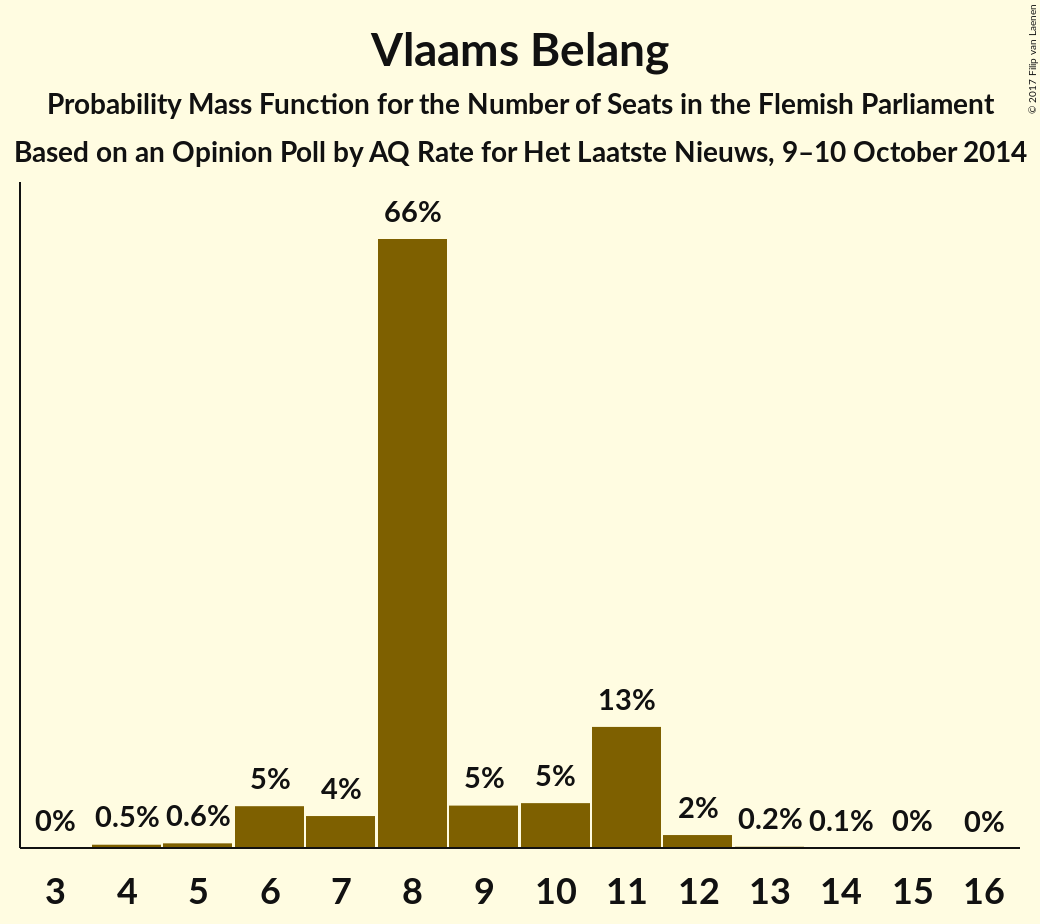 Vlaams Belang
Probability Mass Function for the Number of Seats in the Flemish Parliament
Based on an Opinion Poll by AQ Rate for Het Laatste Nieuws, 9–10 October 2014
© 2017 Filip van Laenen
0% 0.5% 0.6% 5% 4% 66% 5% 5% 13% 2% 0.2% 0.1% 0% 0%
3 4 5 6 7 8 9 10 11 12 13 14 15 16